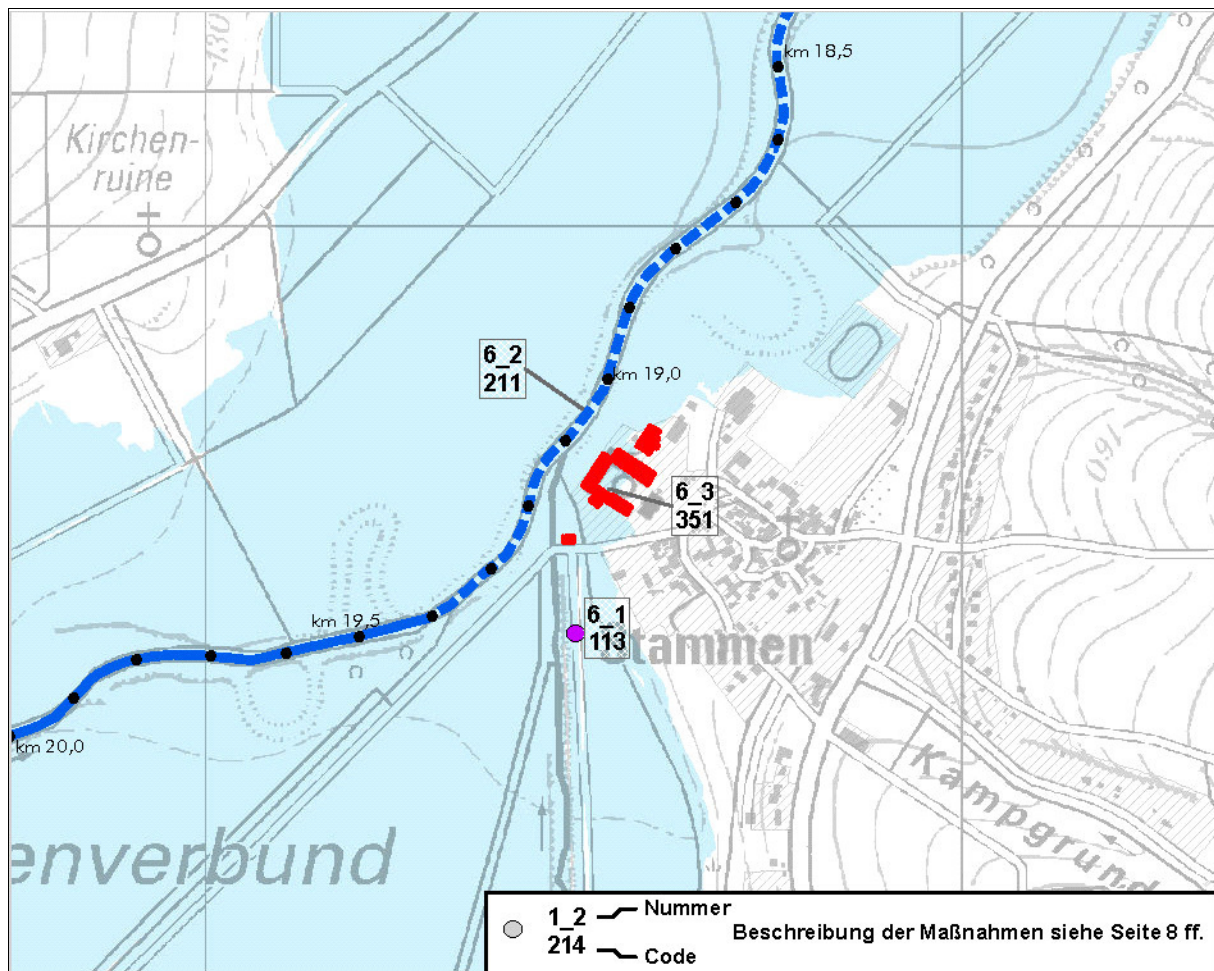 km 18,5
130
Kirchen-
ruine
6_2
211
km 19,0
160
6_3
351
km 19,5
6_1
113
Stammen
km 20,0
Kampgrund
enverbund
1_2
214
Nummer
Code
Beschreibung der Maßnahmen siehe Seite 8 ff.